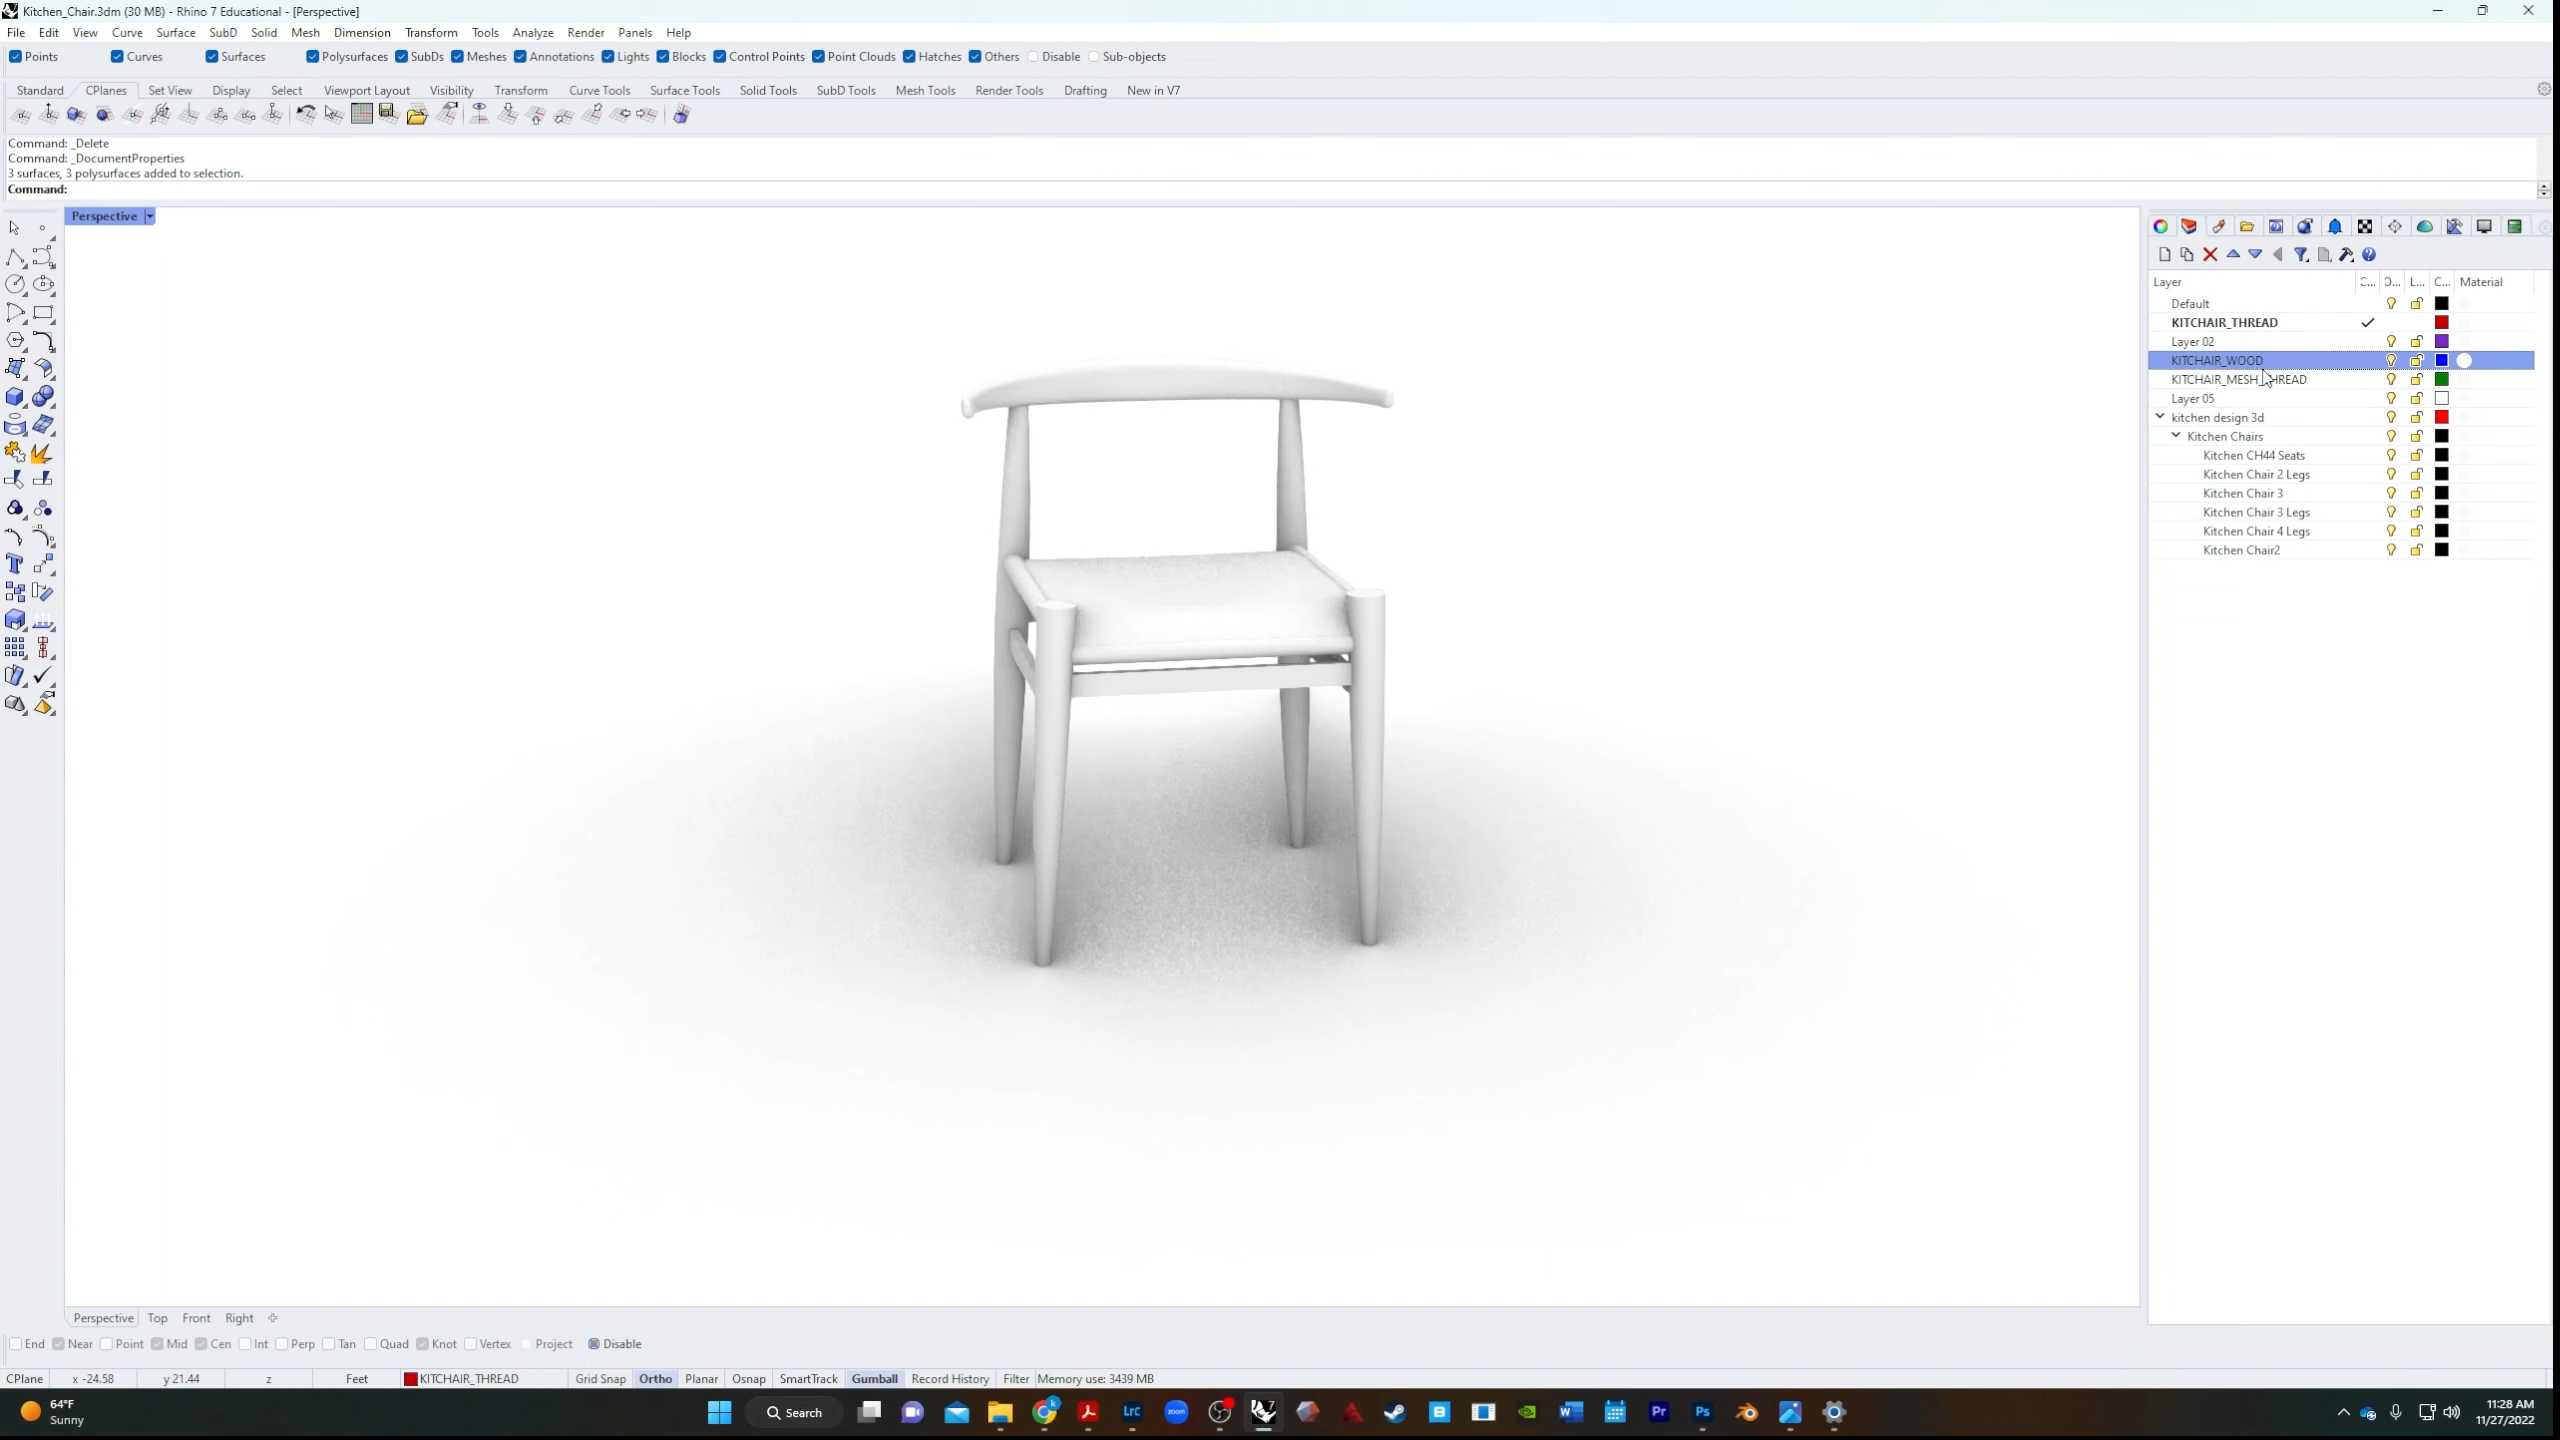 Kitchen_Chair.3dm (30 MB) - Rhino 7 Educational - [Perspective]
File Edit View Curve Surface SubD Solid Mesh Dimension Transform Tools Analyze Render Panels Help
Points Curves Surfaces Polysurfaces SubDs Meshes Annotations Lights Blocks Control Points Point Clouds Hatches Others Disable Sub-objects
Standard CPlanes Set View Display Select Viewport Layout Visibility Transform Curve Tools Surface Tools Solid Tools SubD Tools Mesh Tools Render Tools Drafting New in V7
Command: _Delete
Command: _DocumentProperties
3 surfaces, 3 polysurfaces added to selection.
Command:
Perspective
Layer C... O... L... C... Material
Default
KITCHAIR_THREAD
Layer 02
KITCHAIR_WOOD
KITCHAIR_MESH_THREAD
Layer 05
kitchen design 3d
Kitchen Chairs
Kitchen CH44 Seats
Kitchen Chair 2 Legs
Kitchen Chair 3
Kitchen Chair 3 Legs
Kitchen Chair 4 Legs
Kitchen Chair2
Perspective Top Front Right
End Near Point Mid Cen Int Perp Tan Quad Knot Vertex Project Disable
CPlane x -24.58 y 21.44 z Feet KITCHAIR_THREAD Grid Snap Ortho Planar Osnap SmartTrack Gumball Record History Filter Memory use: 3439 MB
64°F
Sunny
Search
LrC
zoom
Pr
Ps
11:28 AM
11/27/2022